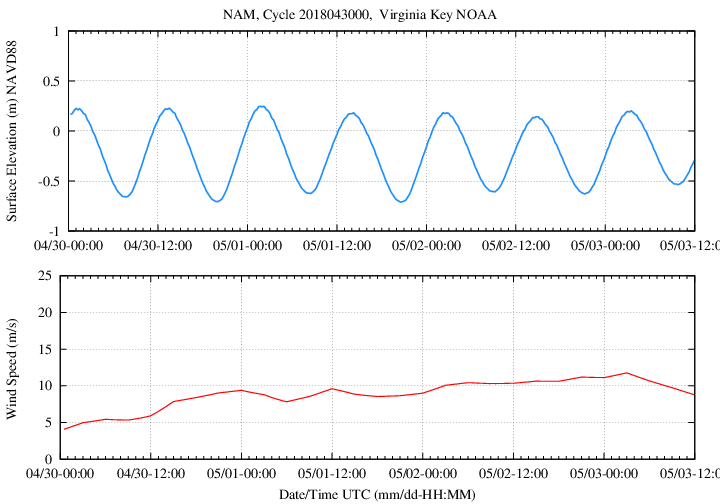 NAM, Cycle 2018043000,  Virginia Key NOAA
Surface Elevation (m) NAVD88
1
0.5
0
-0.5
-1
04/30-00:00 04/30-12:00 05/01-00:00 05/01-12:00 05/02-00:00 05/02-12:00 05/03-00:00 05/03-12:0
Wind Speed (m/s)
25
20
15
10
5
0
04/30-00:00 04/30-12:00 05/01-00:00 05/01-12:00 05/02-00:00 05/02-12:00 05/03-00:00 05/03-12:0
Date/Time UTC (mm/dd-HH:MM)